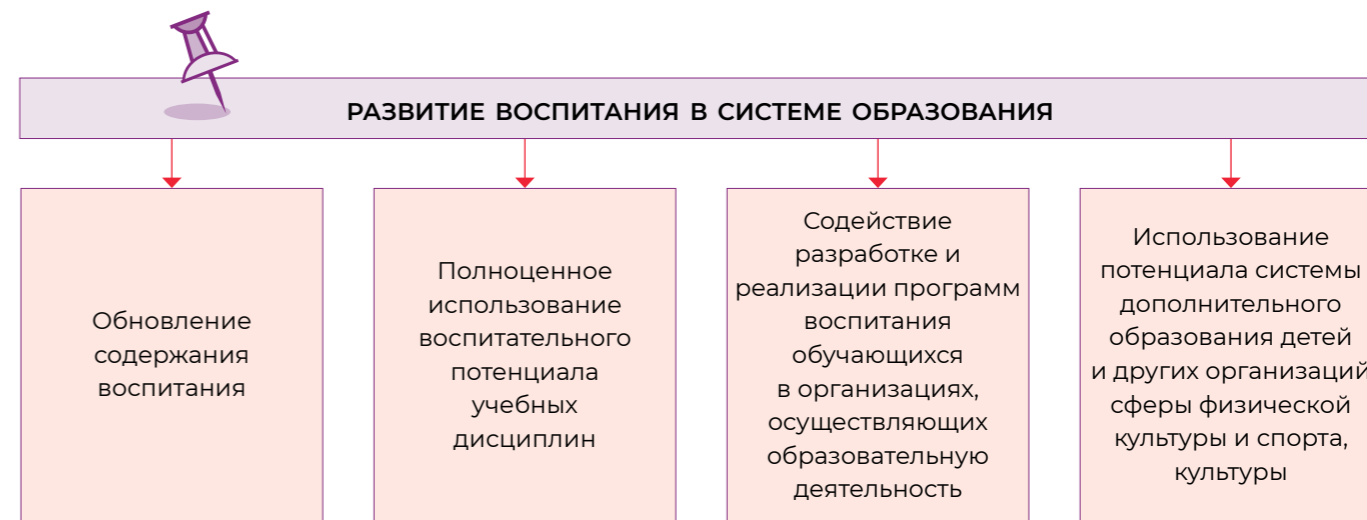 РАЗВИТИЕ ВОСПИТАНИЯ В СИСТЕМЕ ОБРАЗОВАНИЯ
Обновление
содержания
воспитания
Полноценное
использование
воспитательного
потенциала
учебных
дисциплин
Содействие
разработке и
реализации программ
воспитания
обучающихся
в организациях,
осуществляющих
образовательную
деятельность
Использование
потенциала системы
дополнительного
образования детей
и других организаций
сферы физической
культуры и спорта,
культуры